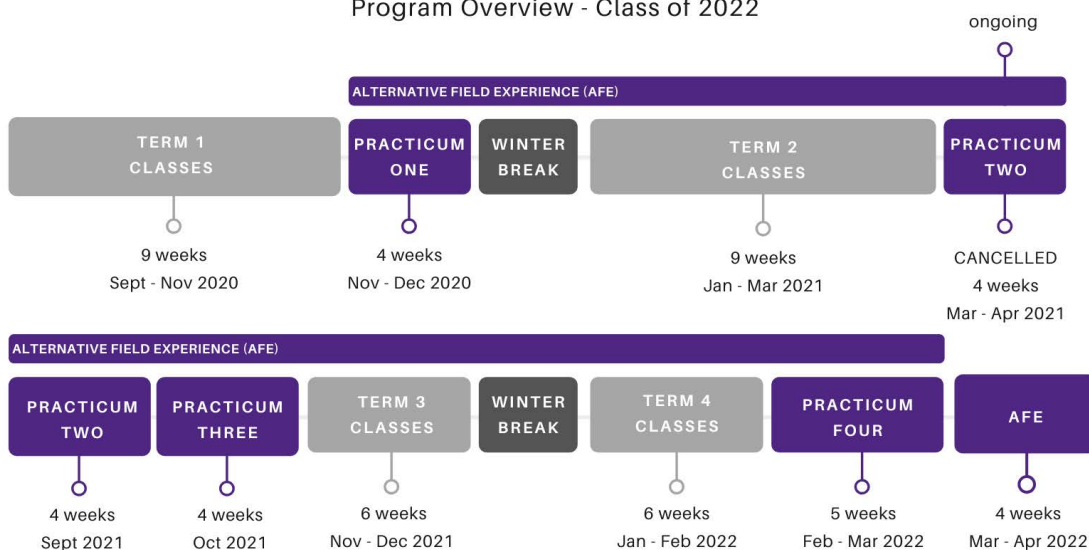 Program Overview - Class of 2022
ongoing
ALTERNATIVE FIELD EXPERIENCE (AFE)
TERM 1
CLASSES
PRACTICUM
ONE
WINTER
BREAK
TERM 2
CLASSES
PRACTICUM
TWO
9 weeks
Sept - Nov 2020
4 weeks
Nov - Dec 2020
9 weeks
Jan - Mar 2021
CANCELLED
4 weeks
Mar - Apr 2021
ALTERNATIVE FIELD EXPERIENCE (AFE)
PRACTICUM
TWO
PRACTICUM
THREE
TERM 3
CLASSES
WINTER
BREAK
TERM 4
CLASSES
PRACTICUM
FOUR
AFE
4 weeks
Sept 2021
4 weeks
Oct 2021
6 weeks
Nov - Dec 2021
6 weeks
Jan - Feb 2022
5 weeks
Feb - Mar 2022
4 weeks
Mar - Apr 2022